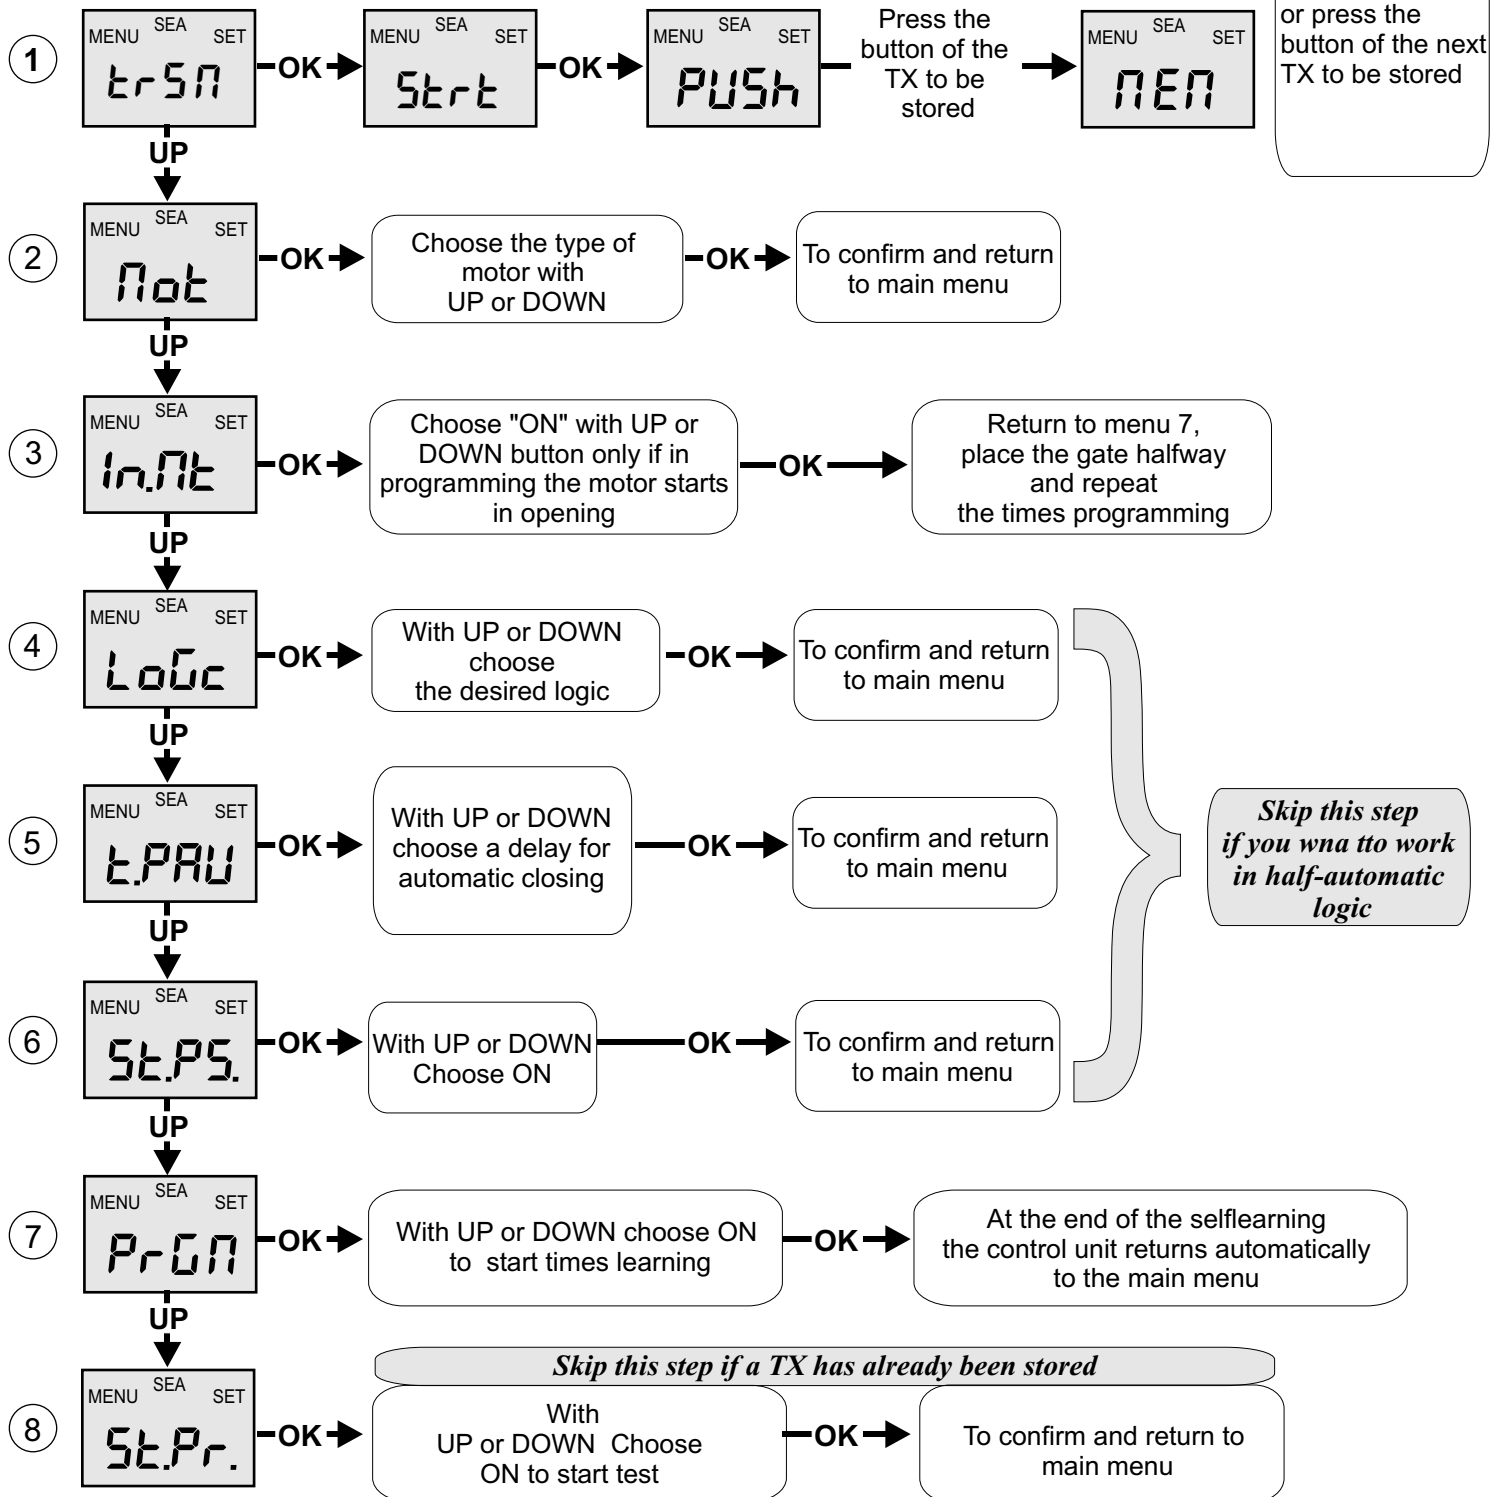 1
MENU SEA SET
trSM
OK
MENU SEA SET
Strt
OK
MENU SEA SET
PUSh
Press the
button of the
TX to be
stored
MENU SEA SET
MEM
or press the
button of the next
TX to be stored
UP
2
MENU SEA SET
Mot
OK
Choose the type of
motor with
UP or DOWN
OK
To confirm and return
to main menu
UP
3
MENU SEA SET
In.Mt
OK
Choose "ON" with UP or
DOWN button only if in
programming the motor starts
in opening
OK
Return to menu 7,
place the gate halfway
and repeat
the times programming
UP
4
MENU SEA SET
LoGc
OK
With UP or DOWN
choose
the desired logic
OK
To confirm and return
to main menu
UP
5
MENU SEA SET
t.PAU
OK
With UP or DOWN
choose a delay for
automatic closing
OK
To confirm and return
to main menu
Skip this step
if you wna tto work
in half-automatic
logic
UP
6
MENU SEA SET
St.PS.
OK
With UP or DOWN
Choose ON
OK
To confirm and return
to main menu
UP
7
MENU SEA SET
PrGM
OK
With UP or DOWN choose ON
to start times learning
OK
At the end of the selflearning
the control unit returns automatically
to the main menu
UP
Skip this step if a TX has already been stored
8
MENU SEA SET
St.Pr.
OK
With
UP or DOWN Choose
ON to start test
OK
To confirm and return to
main menu